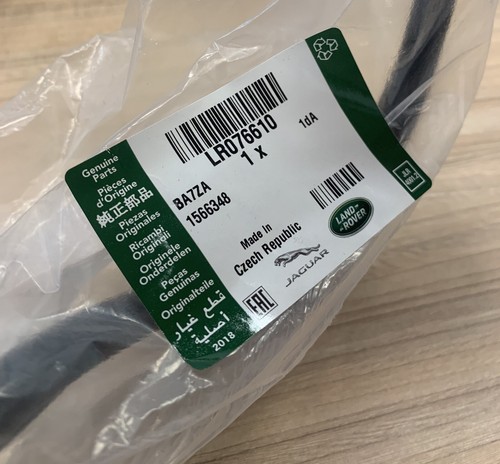 Genuine
Parts
Pièces
d'Origine
純正部品
Piezas
Originales
Ricambi
Originali
Originele
Onderdelen
Peças
Genuinas
Originalteile
قطع غيار
أصلية
2018
LR076610
1 x
1dA
BA7ZA
1566348
Made In
Czech Republic
LAND-
ROVER
JAGUAR
EAC